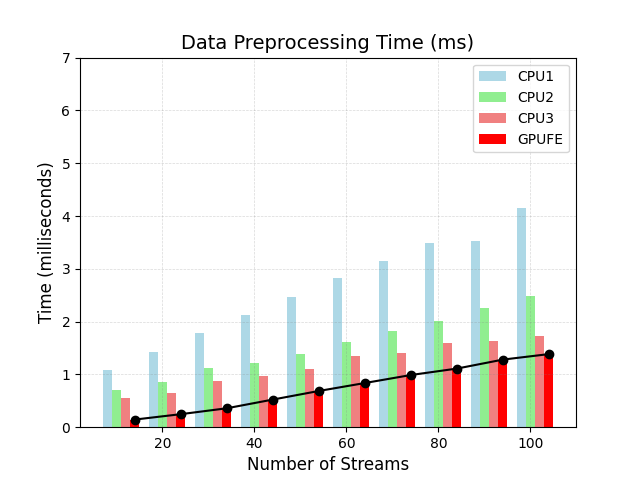 Data Preprocessing Time (ms)
Time (milliseconds)
7
6
5
4
3
2
1
0
CPU1
CPU2
CPU3
GPUFE
20 40 60 80 100
Number of Streams